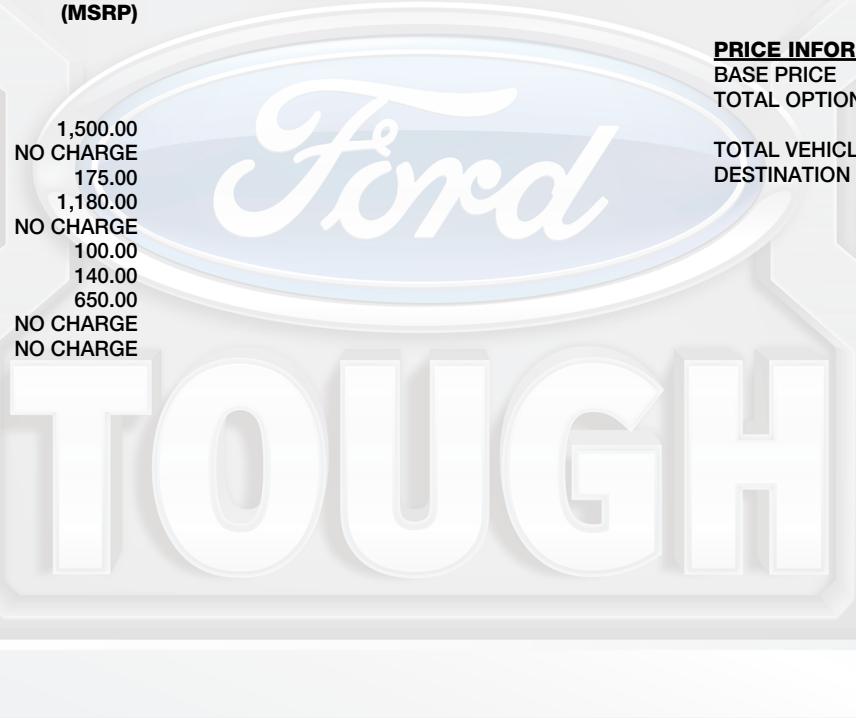 (MSRP)
1,500.00
NO CHARGE
175.00
1,180.00
NO CHARGE
100.00
140.00
650.00
NO CHARGE
NO CHARGE
PRICE INFOR
BASE PRICE
TOTAL OPTION
TOTAL VEHICL
DESTINATION
Ford
TOUGH